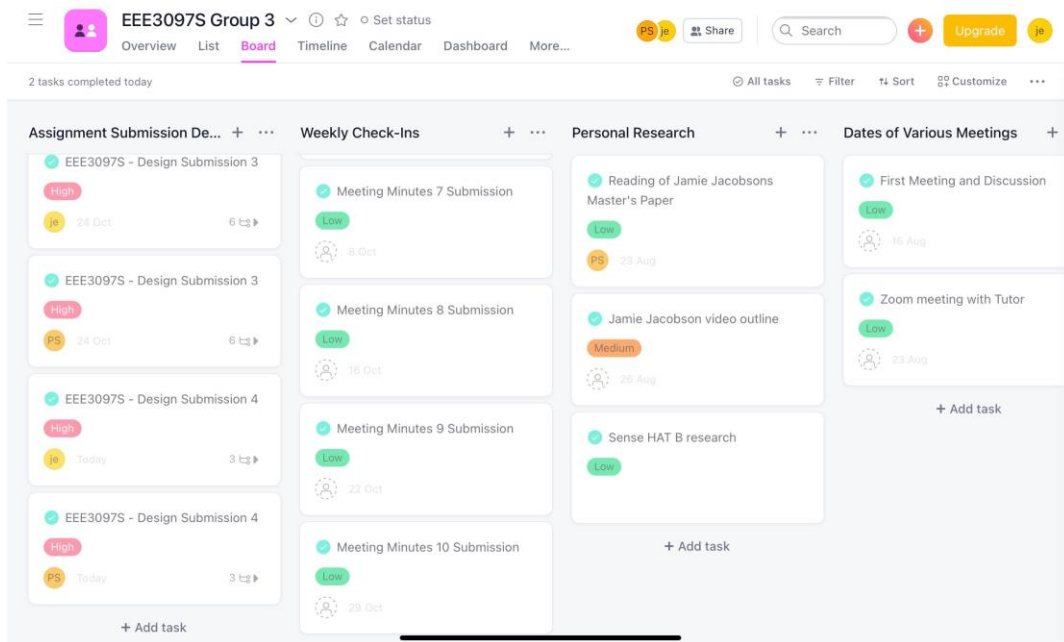 EEE3097S Group 3
Set status
Overview List Board Timeline Calendar Dashboard More...
PS je Share
Search
Upgrade
je
2 tasks completed today
All tasks Filter Sort Customize
Assignment Submission De...
EEE3097S - Design Submission 3
High
je 24 Oct 6
EEE3097S - Design Submission 3
High
PS 24 Oct 6
EEE3097S - Design Submission 4
High
je Today 3
EEE3097S - Design Submission 4
High
PS Today 3
+ Add task
Weekly Check-Ins
Meeting Minutes 7 Submission
Low
8 Oct
Meeting Minutes 8 Submission
Low
16 Oct
Meeting Minutes 9 Submission
Low
22 Oct
Meeting Minutes 10 Submission
Low
29 Oct
Personal Research
Reading of Jamie Jacobsons
Master's Paper
Low
PS 23 Aug
Jamie Jacobson video outline
Medium
26 Aug
Sense HAT B research
Low
+ Add task
Dates of Various Meetings
First Meeting and Discussion
Low
16 Aug
Zoom meeting with Tutor
Low
23 Aug
+ Add task